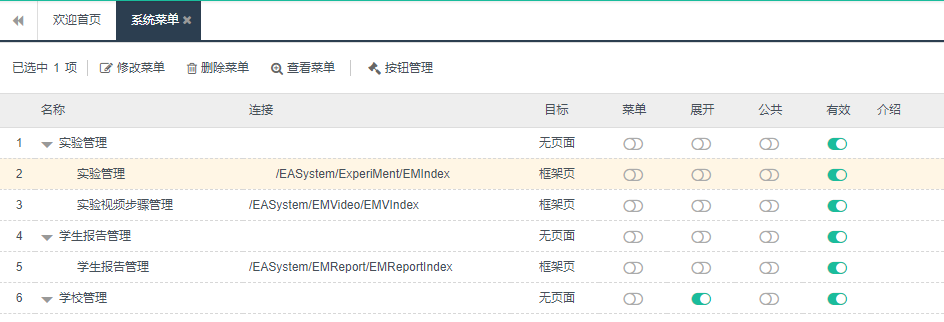 欢迎首页 系统菜单
已选中 1 项 修改菜单 删除菜单 查看菜单 按钮管理
名称 连接 目标 菜单 展开 公共 有效 介绍
1 实验管理 无页面
2 实验管理 /EASystem/ExperiMent/EMIndex 框架页
3 实验视频步骤管理 /EASystem/EMVideo/EMVIndex 框架页
4 学生报告管理 无页面
5 学生报告管理 /EASystem/EMReport/EMReportIndex 框架页
6 学校管理 无页面